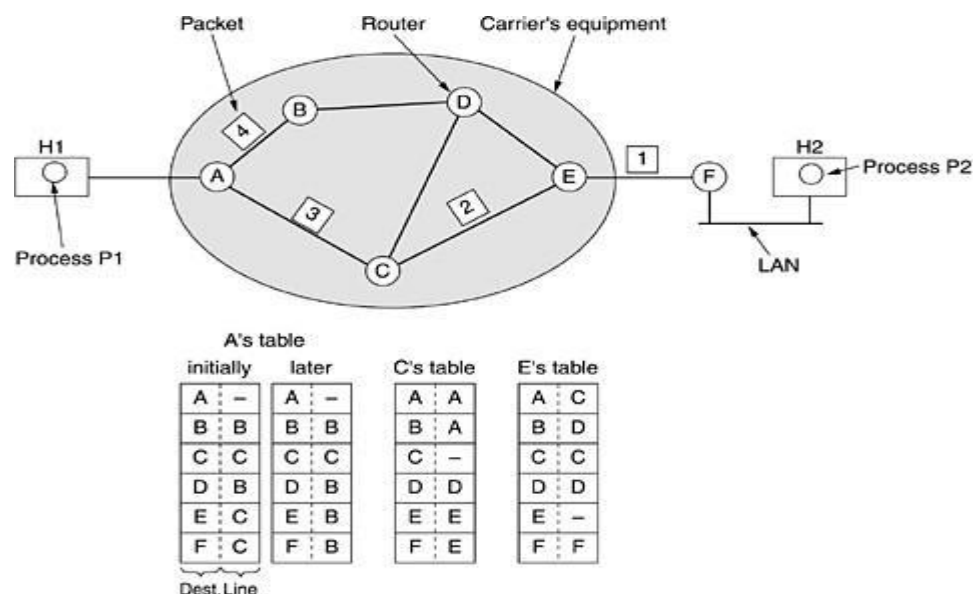 Packet Router Carrier's equipment
B D
4
H1 1 H2
A E F Process P2
3 2
Process P1 C LAN
A's table
initially later C's table E's table
A – A – A A A C
B B B B B A B D
C C C C C – C C
D B D B D D D D
E C E B E E E –
F C F B F E F F
Dest. Line